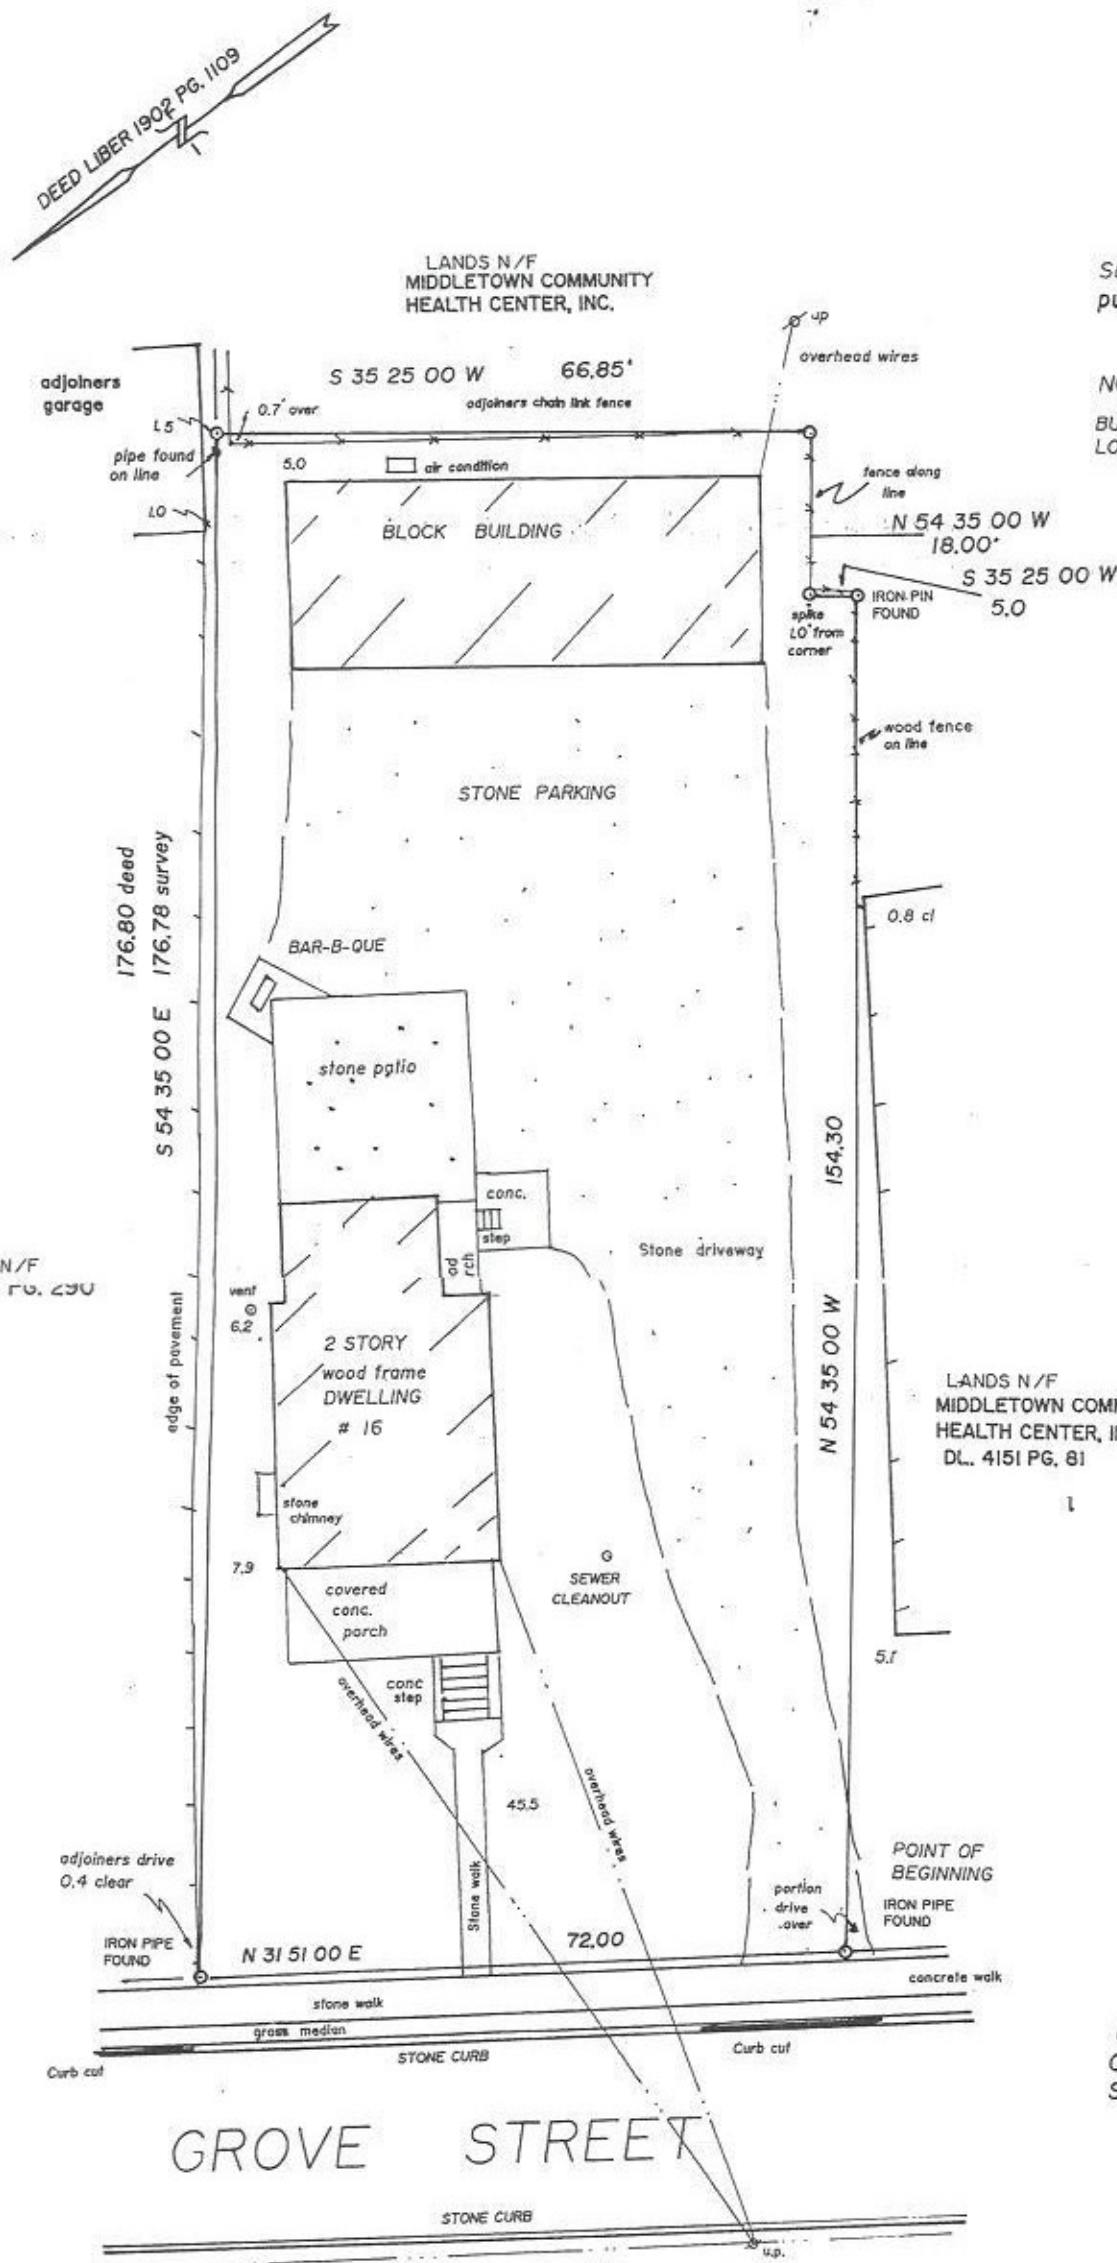 DEED LIBER 1902 PG. 1109
LANDS N/F
MIDDLETOWN COMMUNITY
HEALTH CENTER, INC.
up
overhead wires
S 35 25 00 W 66.85'
adjoiners chain link fence
0.7' over
adjoiners
garage
1.5
pipe found
on line
1.0
5.0
air condition
BLOCK BUILDING
fence along
line
N 54 35 00 W
18.00'
S 35 25 00 W
5.0
IRON PIN
FOUND
spike
1.0' from
corner
wood fence
on line
STONE PARKING
176.80 deed
176.78 survey
S 54 35 00 E
0.8 cl
BAR-B-QUE
stone patio
conc.
step
Stone driveway
154.30
N 54 35 00 W
N/F
PG. 290
vent
6.2
edge of pavement
2 STORY
wood frame
DWELLING
# 16
stone
chimney
LANDS N/F
MIDDLETOWN COM
HEALTH CENTER, I
DL. 4151 PG. 81
7.9
SEWER
CLEANOUT
covered
conc.
porch
5.1
conc
step
overhead wires
overhead wires
45.5
Stone walk
adjoiners drive
0.4 clear
POINT OF
BEGINNING
portion
drive
over
IRON PIPE
FOUND
IRON PIPE
FOUND
N 31 51 00 E 72.00
concrete walk
stone walk
grass median
Curb cut
STONE CURB
Curb cut
GROVE STREET
STONE CURB
u.p.